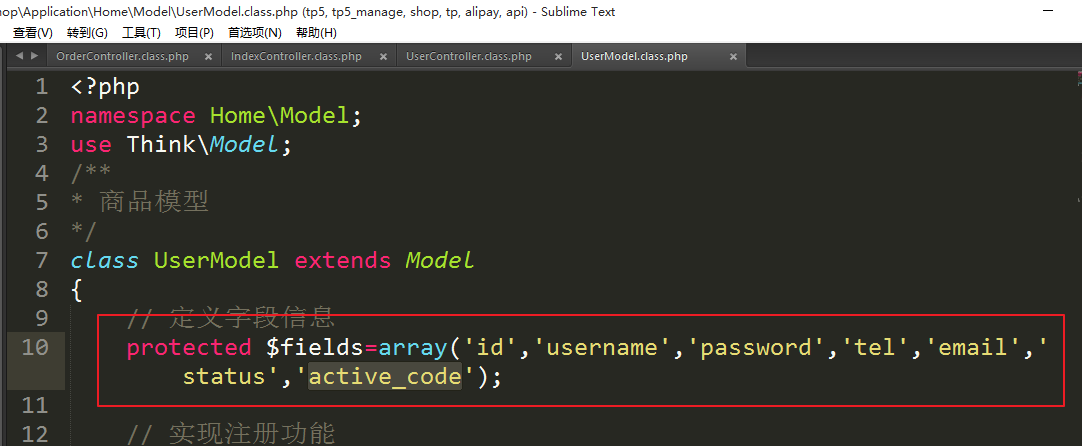 hop\Application\Home\Model\UserModel.class.php (tp5, tp5_manage, shop, tp, alipay, api) - Sublime Text
查看(V) 转到(G) 工具(T) 项目(P) 首选项(N) 帮助(H)
OrderController.class.php × IndexController.class.php × UserController.class.php × UserModel.class.php ×
1 <?php
2 namespace Home\Model;
3 use Think\Model;
4 /**
5 * 商品模型
6 */
7 class UserModel extends Model
8 {
9 // 定义字段信息
10 protected $fields=array('id','username','password','tel','email','
status','active_code');
11
12 // 实现注册功能